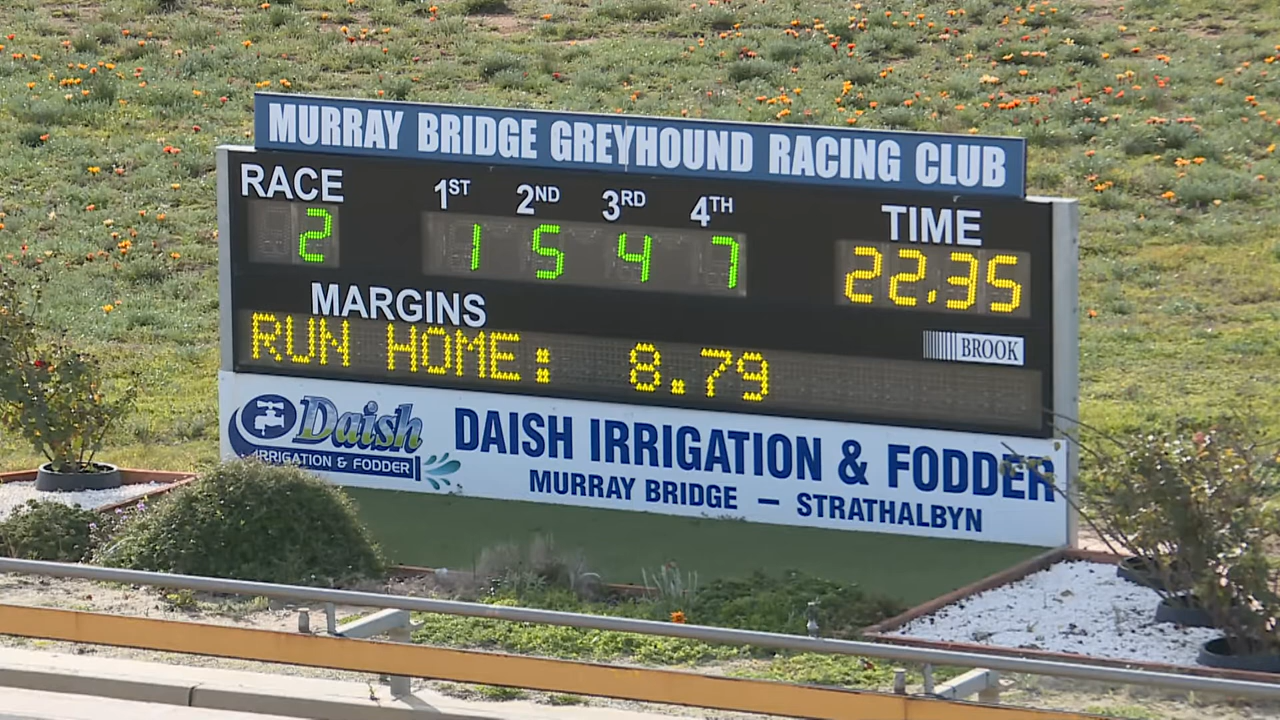 MURRAY BRIDGE GREYHOUND RACING CLUB
RACE 1ST 2ND 3RD 4TH TIME
2 1 5 4 7 22.35
MARGINS
BROOK
RUN HOME: 8.79
Daish
IRRIGATION & FODDER
DAISH IRRIGATION & FODDER
MURRAY BRIDGE – STRATHALBYN